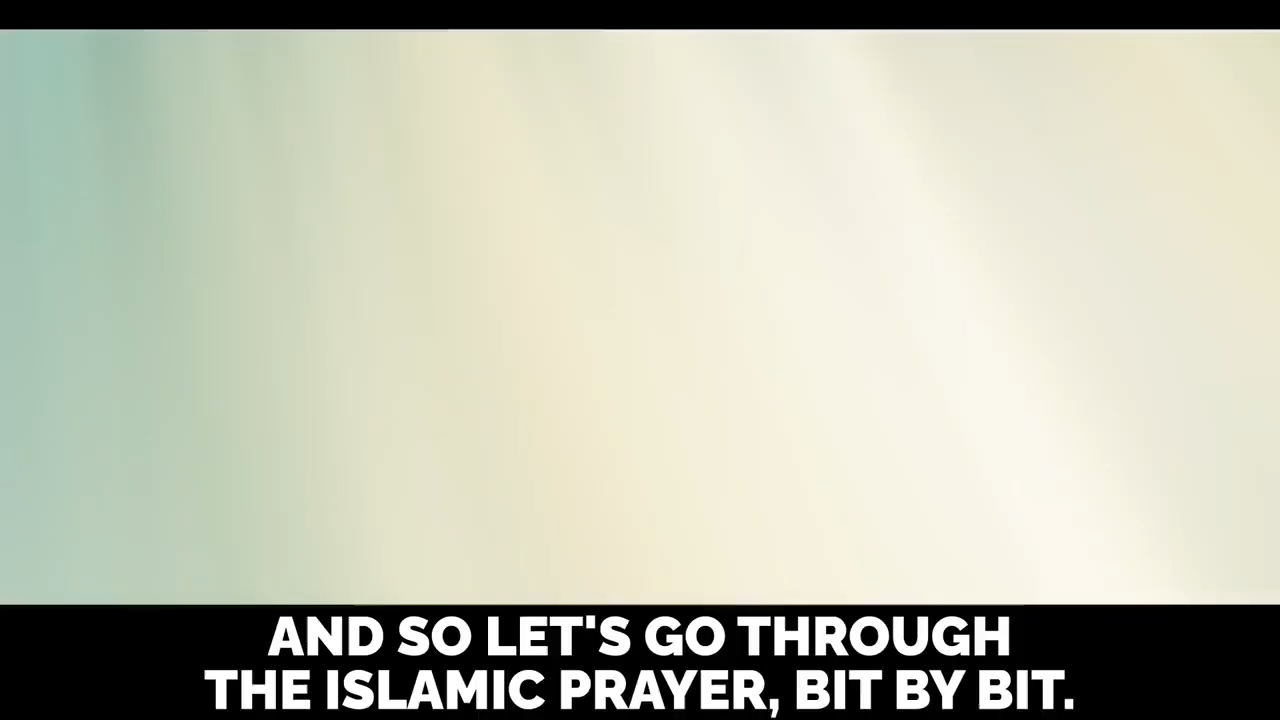 AND SO LET'S GO THROUGH
THE ISLAMIC PRAYER, BIT BY BIT.